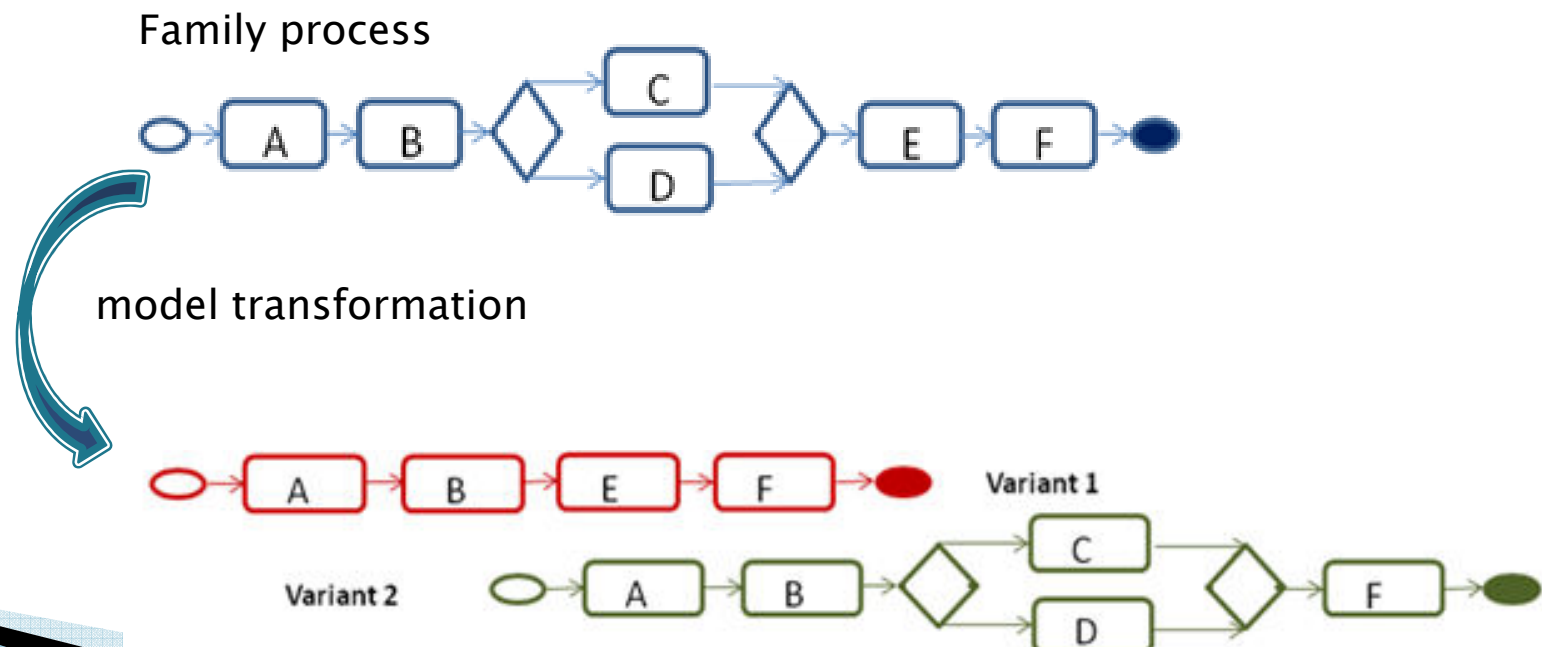 Family process
C
A B E F
D
model transformation
A B E F Variant 1
C
Variant 2 A B F
D